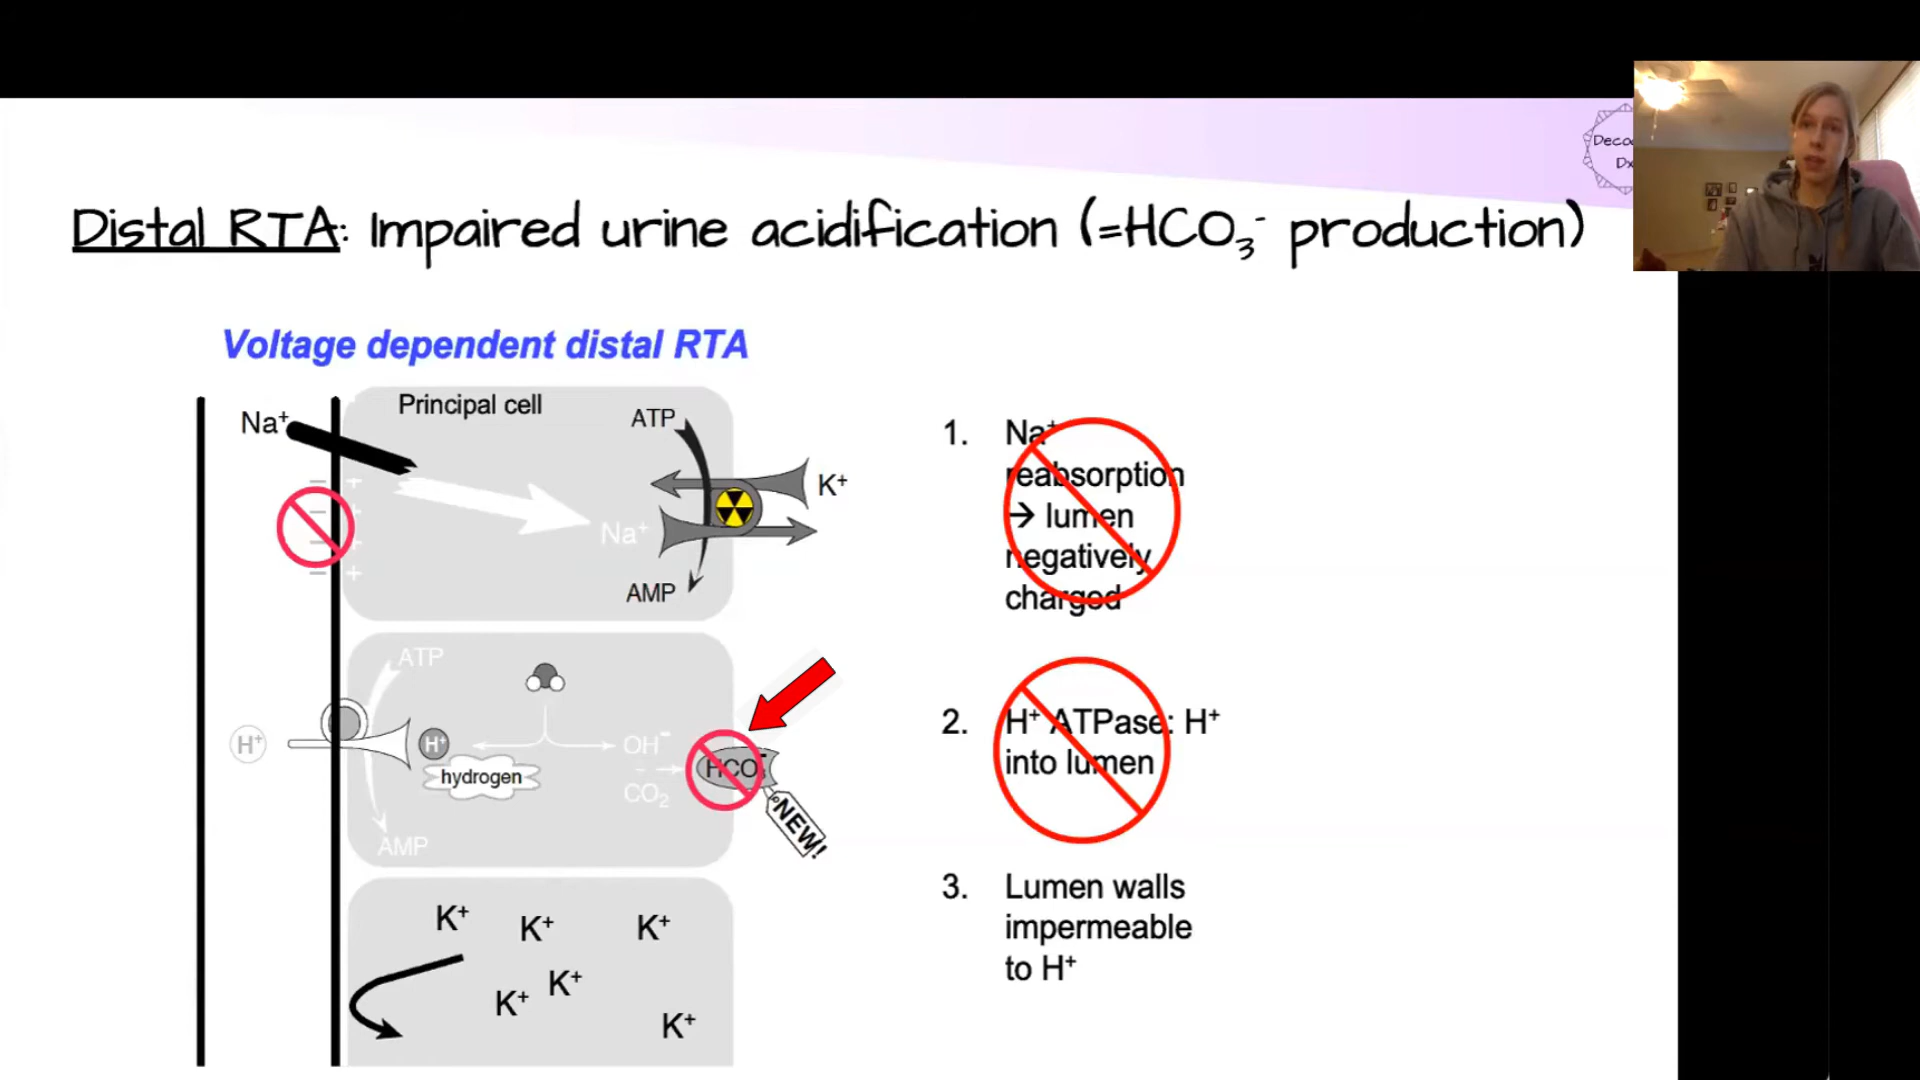 Distal RTA: Impaired urine acidification (=HCO₃⁻ production)
Voltage dependent distal RTA
Na⁺
Principal cell
ATP
K⁺
Na⁺
AMP
ATP
H⁺
H⁺
hydrogen
OH⁻
CO₂
HCO₃⁻
NEW!
AMP
K⁺ K⁺ K⁺
K⁺ K⁺
K⁺
1. Na⁺
reabsorption
→ lumen
negatively
charged
2. H⁺ ATPase: H⁺
into lumen
3. Lumen walls
impermeable
to H⁺